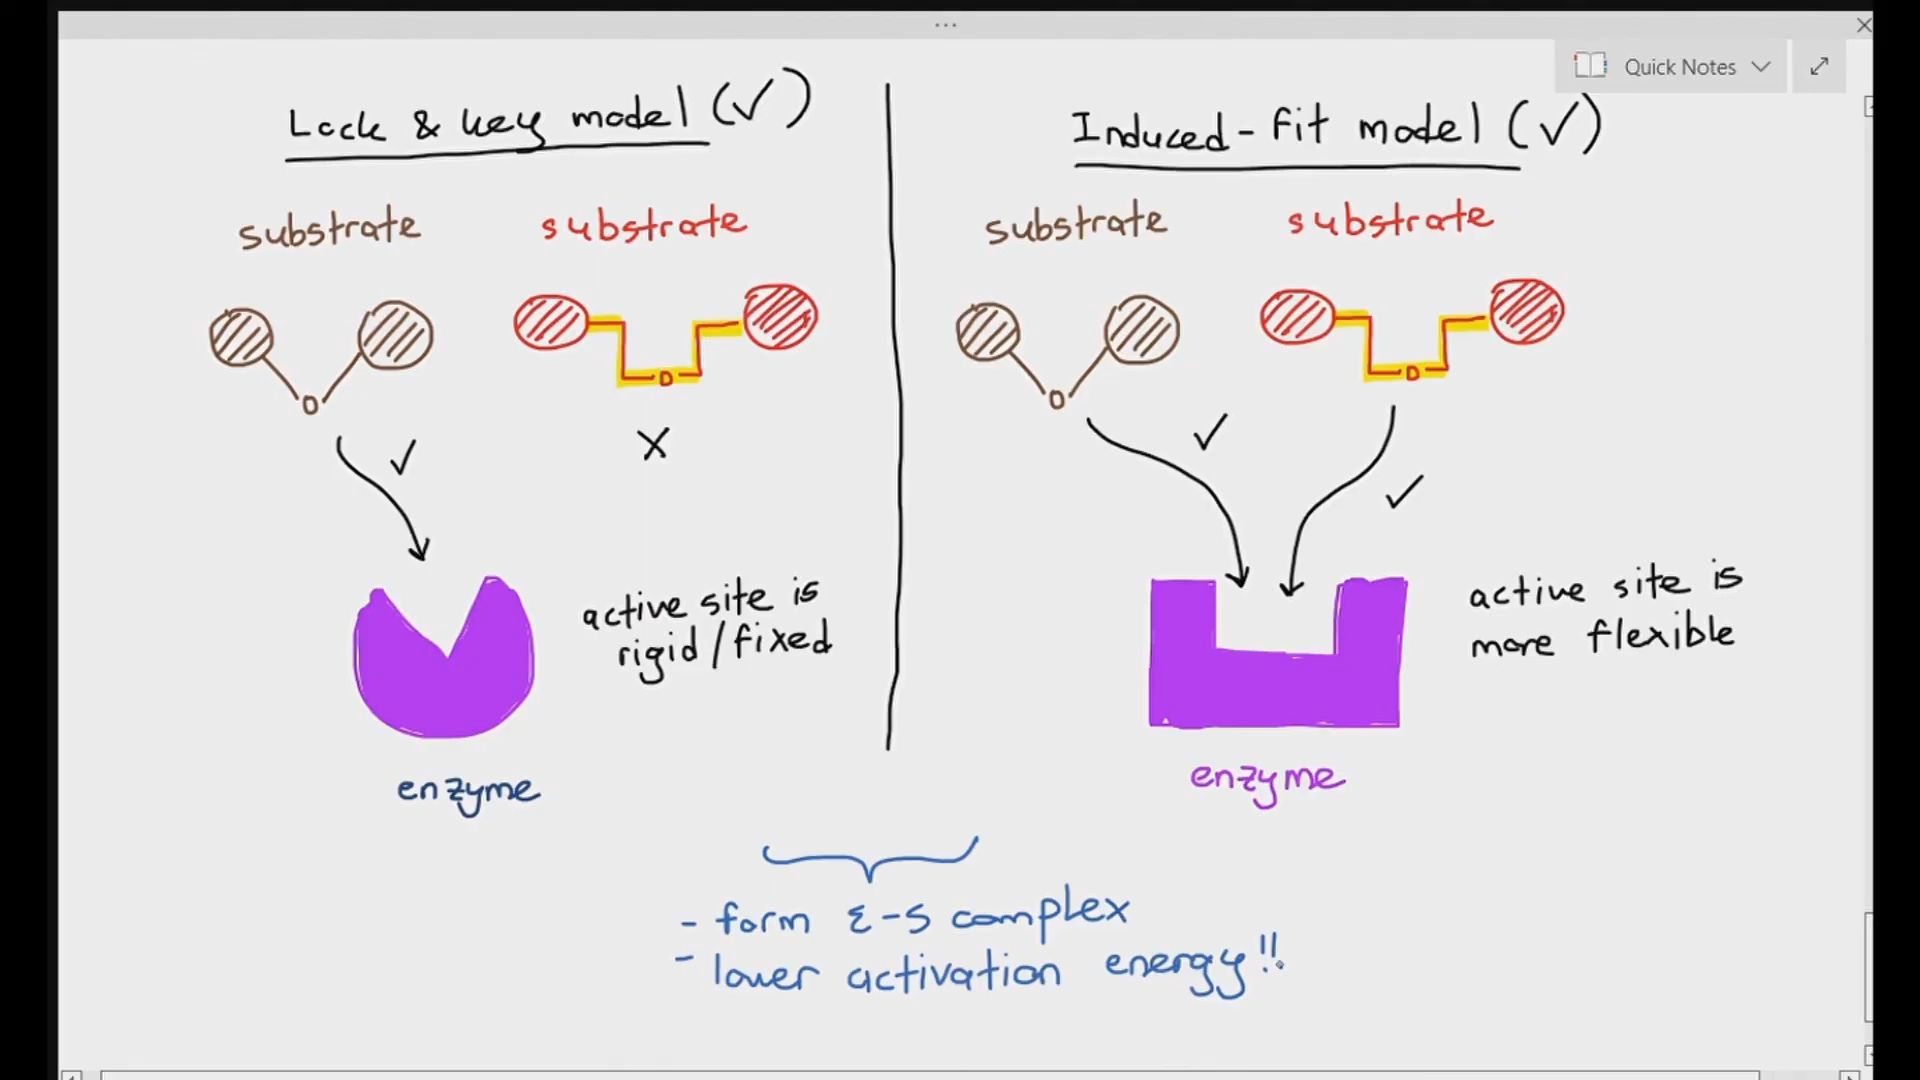 Quick Notes
Lock & key model (✓)
substrate
substrate
O
O
✓
X
active site is
rigid/fixed
enzyme
Induced-fit model (✓)
substrate
substrate
O
O
✓
✓
active site is
more flexible
enzyme
- form E-S complex
- lower activation energy!!